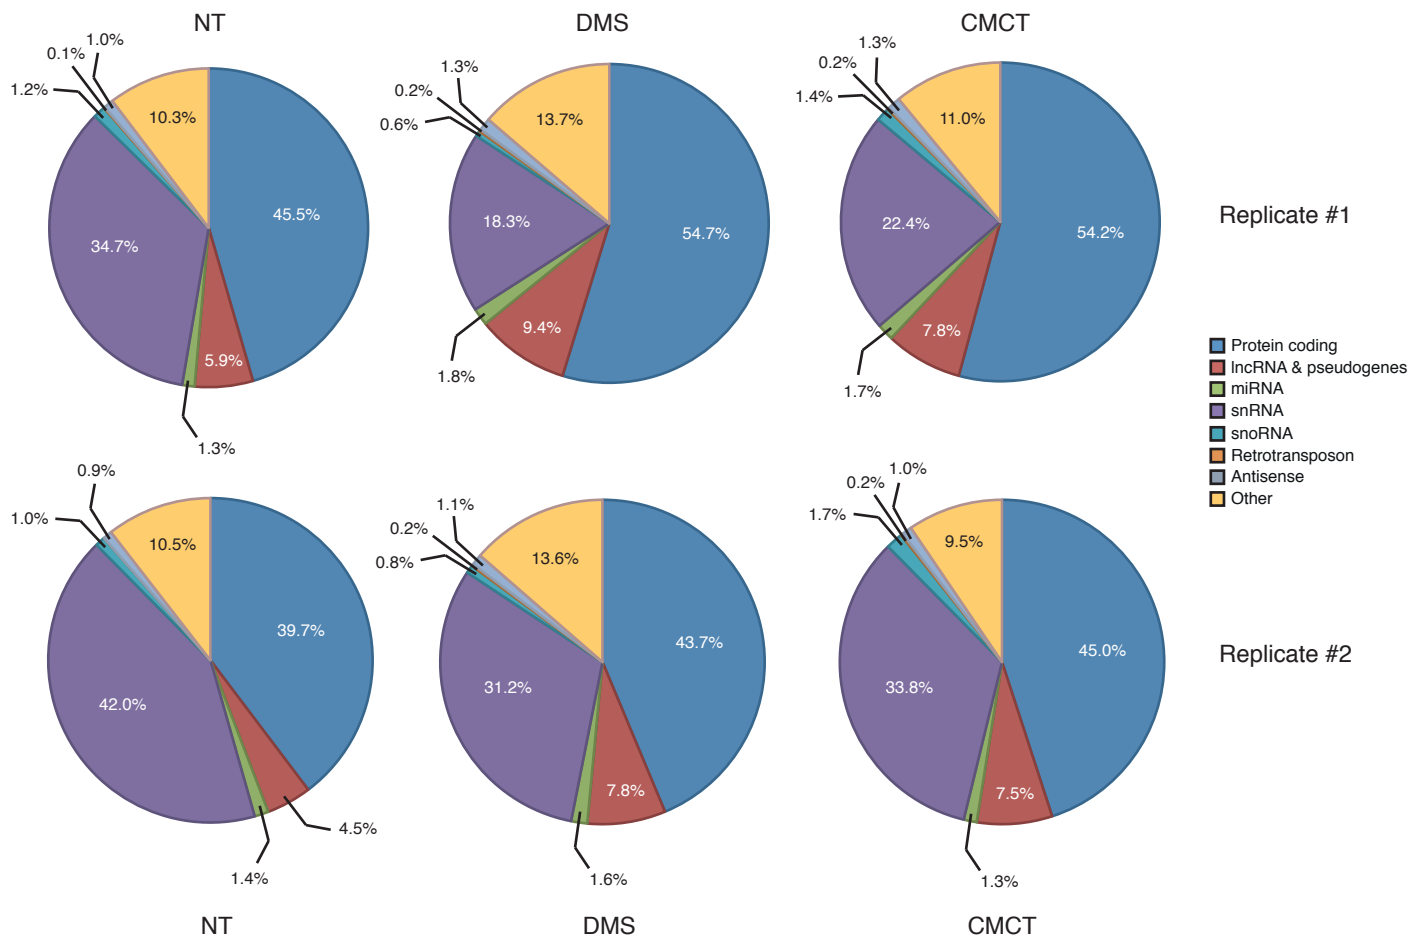 NT
DMS
CMCT
1.0%
0.1%
1.2%
10.3%
45.5%
34.7%
5.9%
1.3%
1.3%
0.2%
0.6%
13.7%
18.3%
54.7%
9.4%
1.8%
1.3%
0.2%
1.4%
11.0%
22.4%
54.2%
7.8%
1.7%
Replicate #1
Protein coding
lncRNA & pseudogenes
miRNA
snRNA
snoRNA
Retrotransposon
Antisense
Other
0.9%
1.0%
10.5%
39.7%
42.0%
4.5%
1.4%
1.1%
0.2%
0.8%
13.6%
43.7%
31.2%
7.8%
1.6%
1.0%
0.2%
1.7%
9.5%
45.0%
33.8%
7.5%
1.3%
Replicate #2
NT
DMS
CMCT